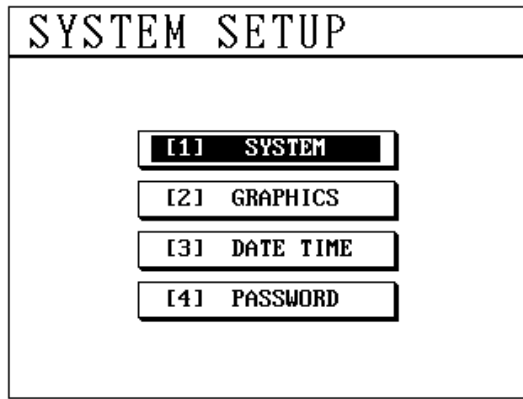 SYSTEM SETUP
[1] SYSTEM
[2] GRAPHICS
[3] DATE TIME
[4] PASSWORD